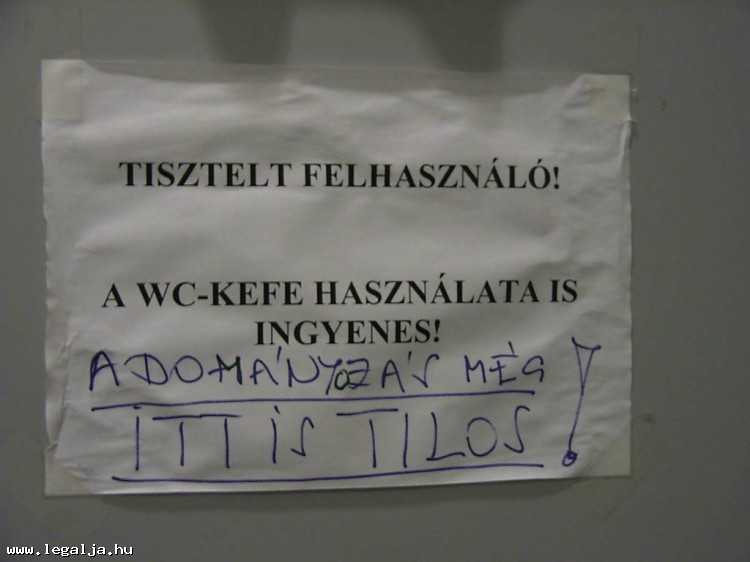 TISZTELT FELHASZNÁLÓ!
A WC-KEFE HASZNÁLATA IS
INGYENES!
ADOMÁNYOZÁS MÉG
ITT IS TILOS!
www.legalja.hu